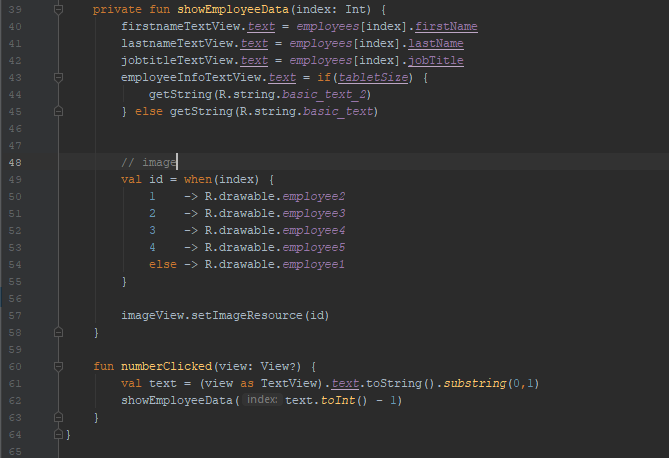 39 private fun showEmployeeData(index: Int) {
40 firstnameTextView.text = employees[index].firstName
41 lastnameTextView.text = employees[index].lastName
42 jobtitleTextView.text = employees[index].jobTitle
43 employeeInfoTextView.text = if(tabletSize) {
44 getString(R.string.basic_text_2)
45 } else getString(R.string.basic_text)
46
47
48 // image
49 val id = when(index) {
50 1 -> R.drawable.employee2
51 2 -> R.drawable.employee3
52 3 -> R.drawable.employee4
53 4 -> R.drawable.employee5
54 else -> R.drawable.employee1
55 }
56
57 imageView.setImageResource(id)
58 }
59
60 fun numberClicked(view: View?) {
61 val text = (view as TextView).text.toString().substring(0,1)
62 showEmployeeData( index: text.toInt() - 1)
63 }
64 }
65